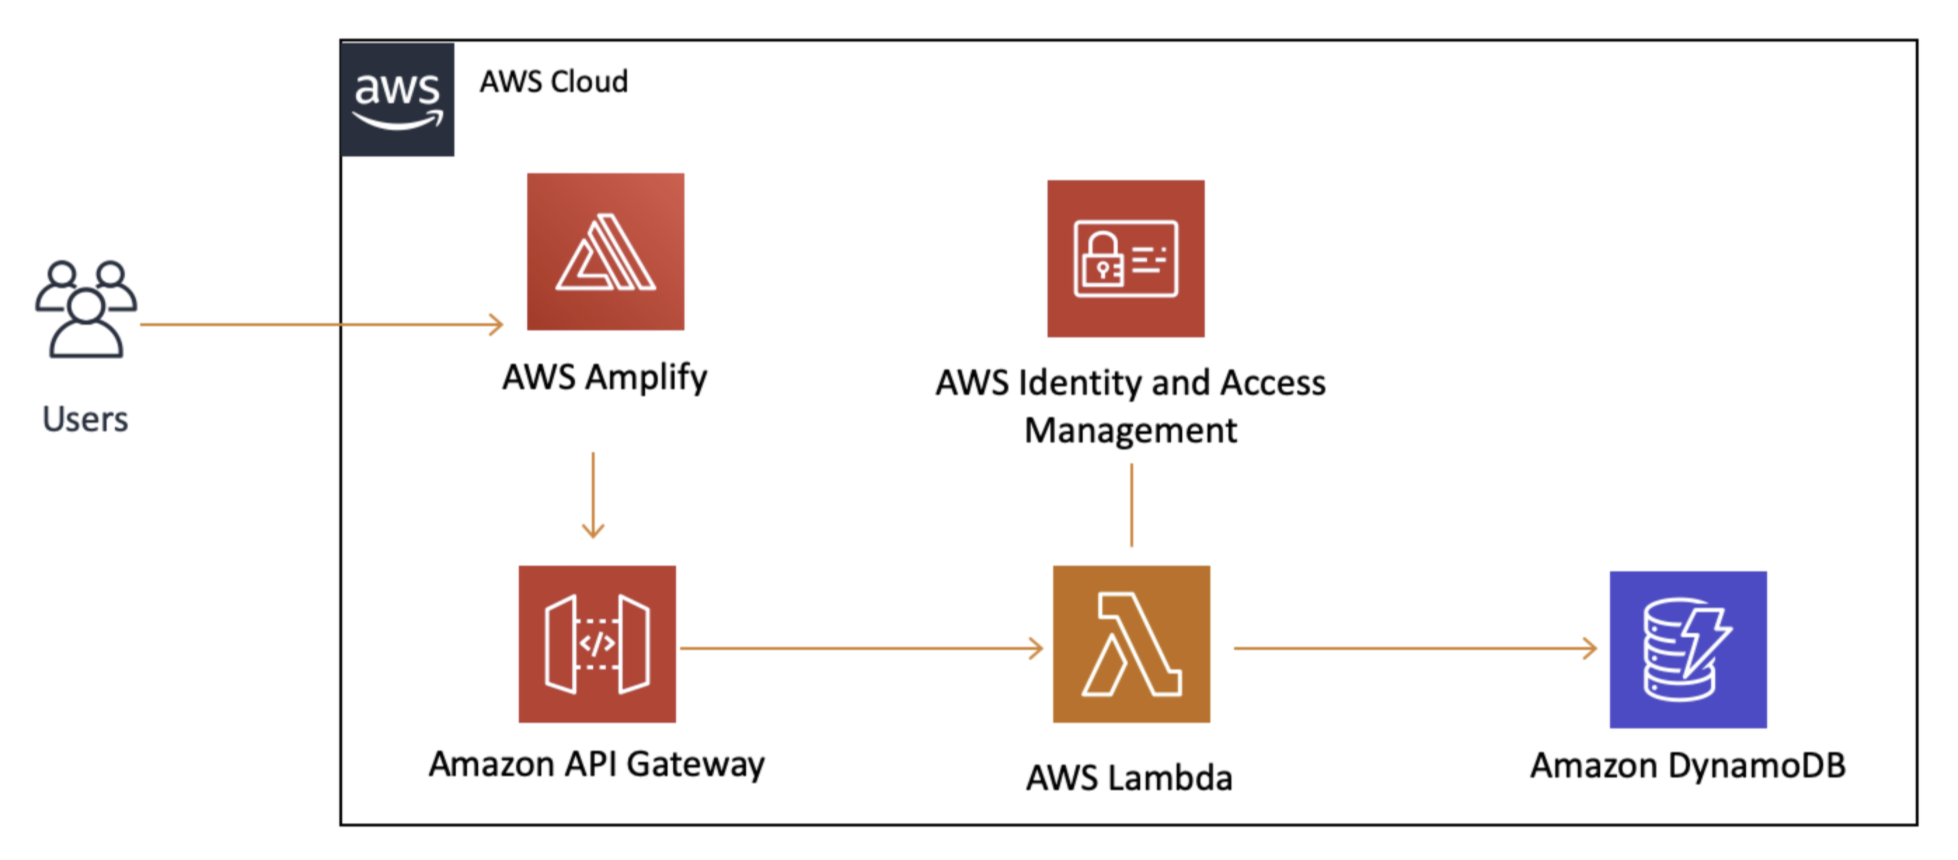 aws
AWS Cloud
Users
AWS Amplify
AWS Identity and Access
Management
</>
Amazon API Gateway
AWS Lambda
Amazon DynamoDB